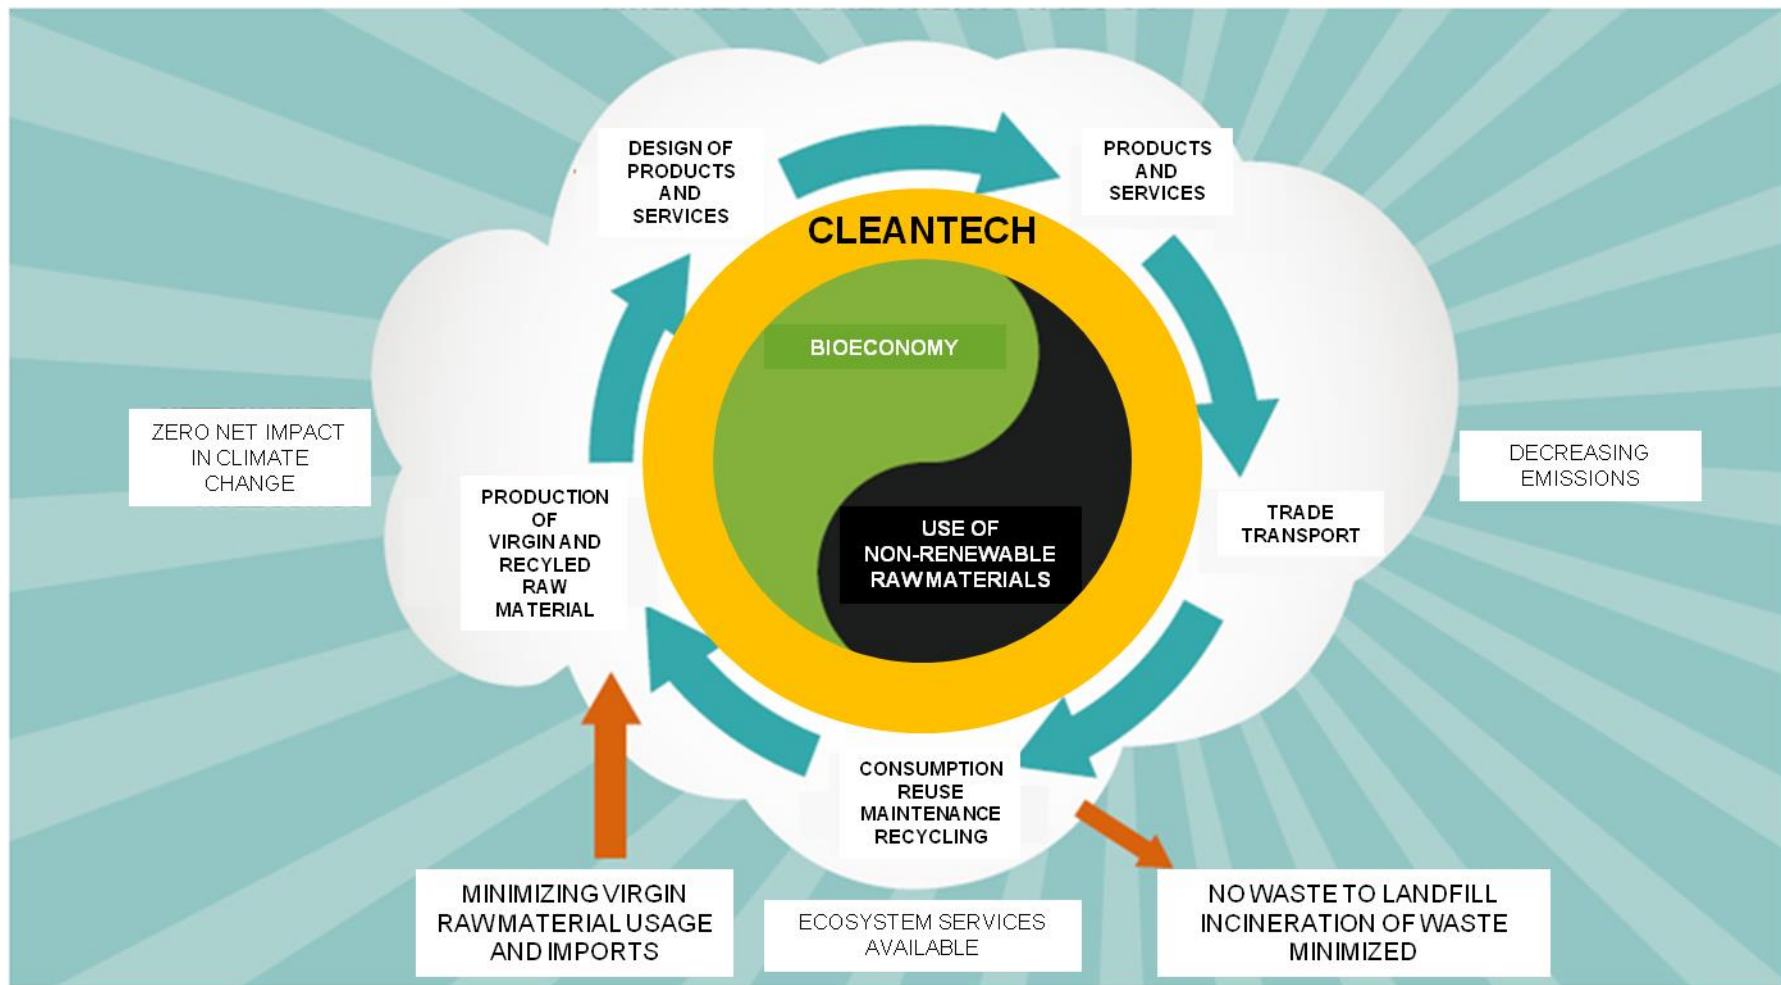 DESIGN OF
PRODUCTS
AND
SERVICES
PRODUCTS
AND
SERVICES
CLEANTECH
BIOECONOMY
USE OF
NON-RENEWABLE
RAW MATERIALS
ZERO NET IMPACT
IN CLIMATE
CHANGE
DECREASING
EMISSIONS
PRODUCTION
OF
VIRGIN AND
RECYLED
RAW
MATERIAL
TRADE
TRANSPORT
CONSUMPTION
REUSE
MAINTENANCE
RECYCLING
MINIMIZING VIRGIN
RAW MATERIAL USAGE
AND IMPORTS
ECOSYSTEM SERVICES
AVAILABLE
NO WASTE TO LANDFILL
INCINERATION OF WASTE
MINIMIZED